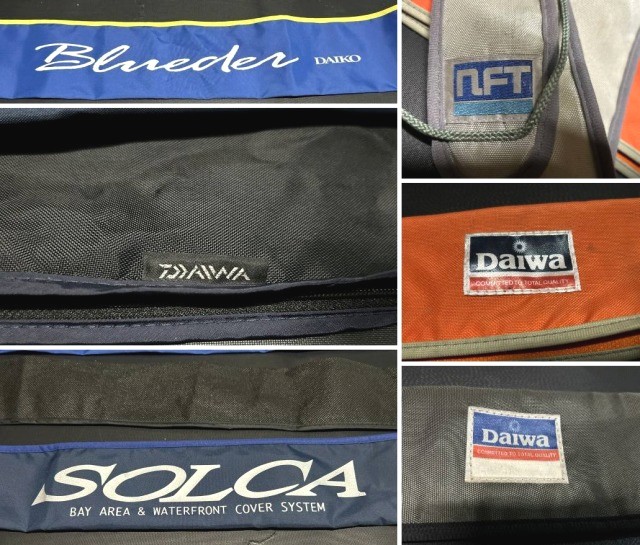 Blueder DAIKO
DAIWA
SOLCA
BAY AREA & WATERFRONT COVER SYSTEM
NFT
Daiwa
COMMITTED TO TOTAL QUALITY
Daiwa
COMMITTED TO TOTAL QUALITY